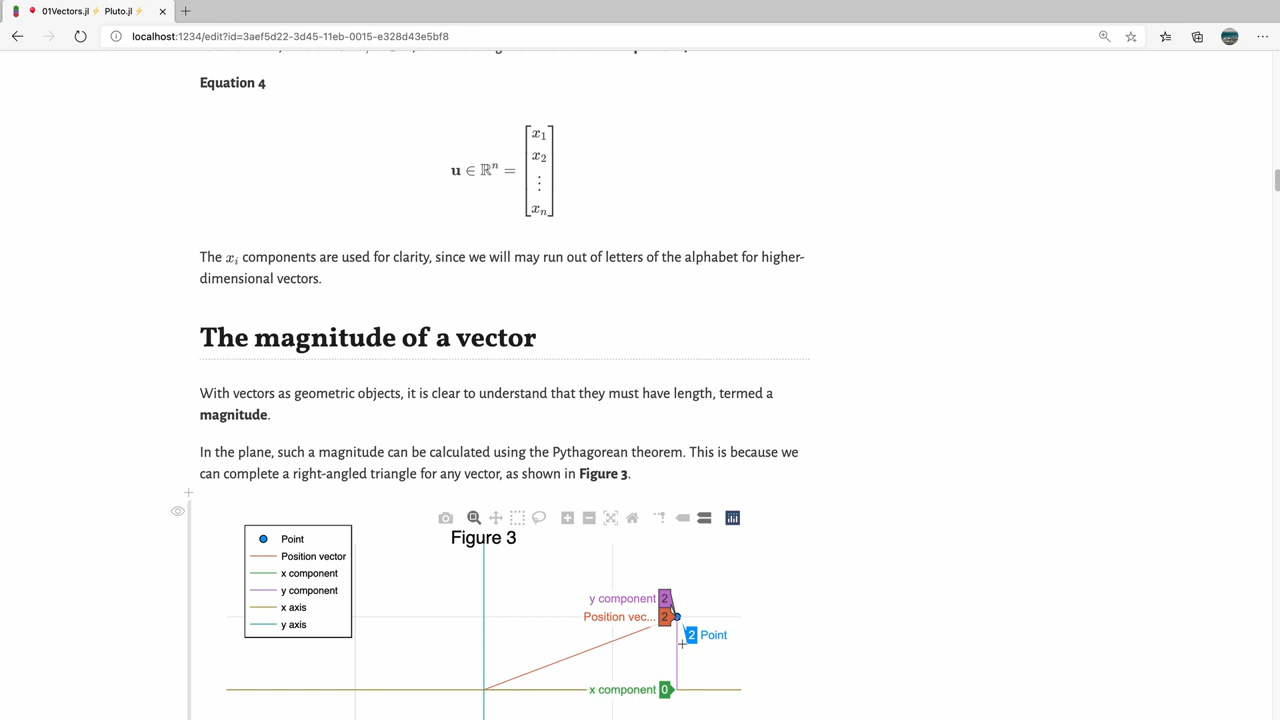 01Vectors.jl⚡ Pluto.jl⚡
localhost:1234/edit?id=3aef5d22-3d45-11eb-0015-e328d43e5bf8
Equation 4
u ∈ ℝⁿ = [x₁ x₂ ⋮ xₙ]
The xᵢ components are used for clarity, since we will may run out of letters of the alphabet for higher-
dimensional vectors.
The magnitude of a vector
With vectors as geometric objects, it is clear to understand that they must have length, termed a
magnitude.
In the plane, such a magnitude can be calculated using the Pythagorean theorem. This is because we
can complete a right-angled triangle for any vector, as shown in Figure 3.
Figure 3
Point
Position vector
x component
y component
x axis
y axis
y component 2
Position vec... 2
2 Point
x component 0